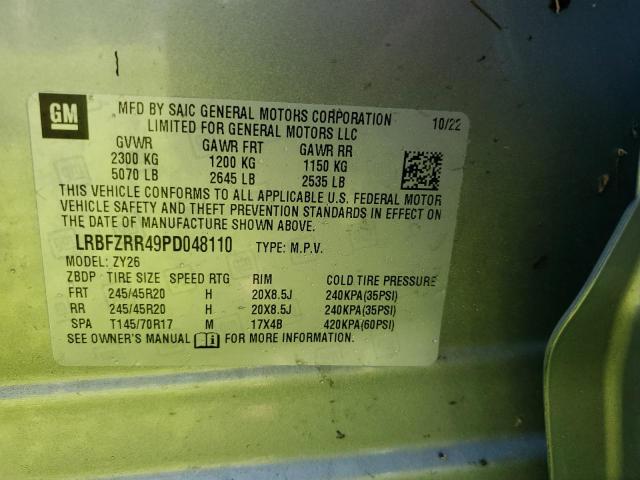 GM
MFD BY SAIC GENERAL MOTORS CORPORATION
LIMITED FOR GENERAL MOTORS LLC
10/22
GVWR GAWR FRT GAWR RR
2300 KG 1200 KG 1150 KG
5070 LB 2645 LB 2535 LB
THIS VEHICLE CONFORMS TO ALL APPLICABLE U.S. FEDERAL MOTOR
VEHICLE SAFETY AND THEFT PREVENTION STANDARDS IN EFFECT ON
THE DATE OF MANUFACTURE SHOWN ABOVE.
LRBFZRR49PD048110 TYPE: M.P.V.
MODEL: ZY26
ZBDP TIRE SIZE SPEED RTG RIM COLD TIRE PRESSURE
FRT 245/45R20 H 20X8.5J 240KPA(35PSI)
RR 245/45R20 H 20X8.5J 240KPA(35PSI)
SPA T145/70R17 M 17X4B 420KPA(60PSI)
SEE OWNER'S MANUAL FOR MORE INFORMATION